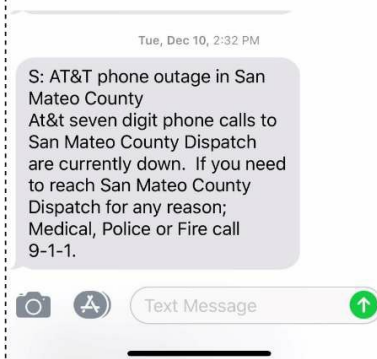 Tue, Dec 10, 2:32 PM
S: AT&T phone outage in San
Mateo County
At&t seven digit phone calls to
San Mateo County Dispatch
are currently down.  If you need
to reach San Mateo County
Dispatch for any reason;
Medical, Police or Fire call
9-1-1.
Text Message